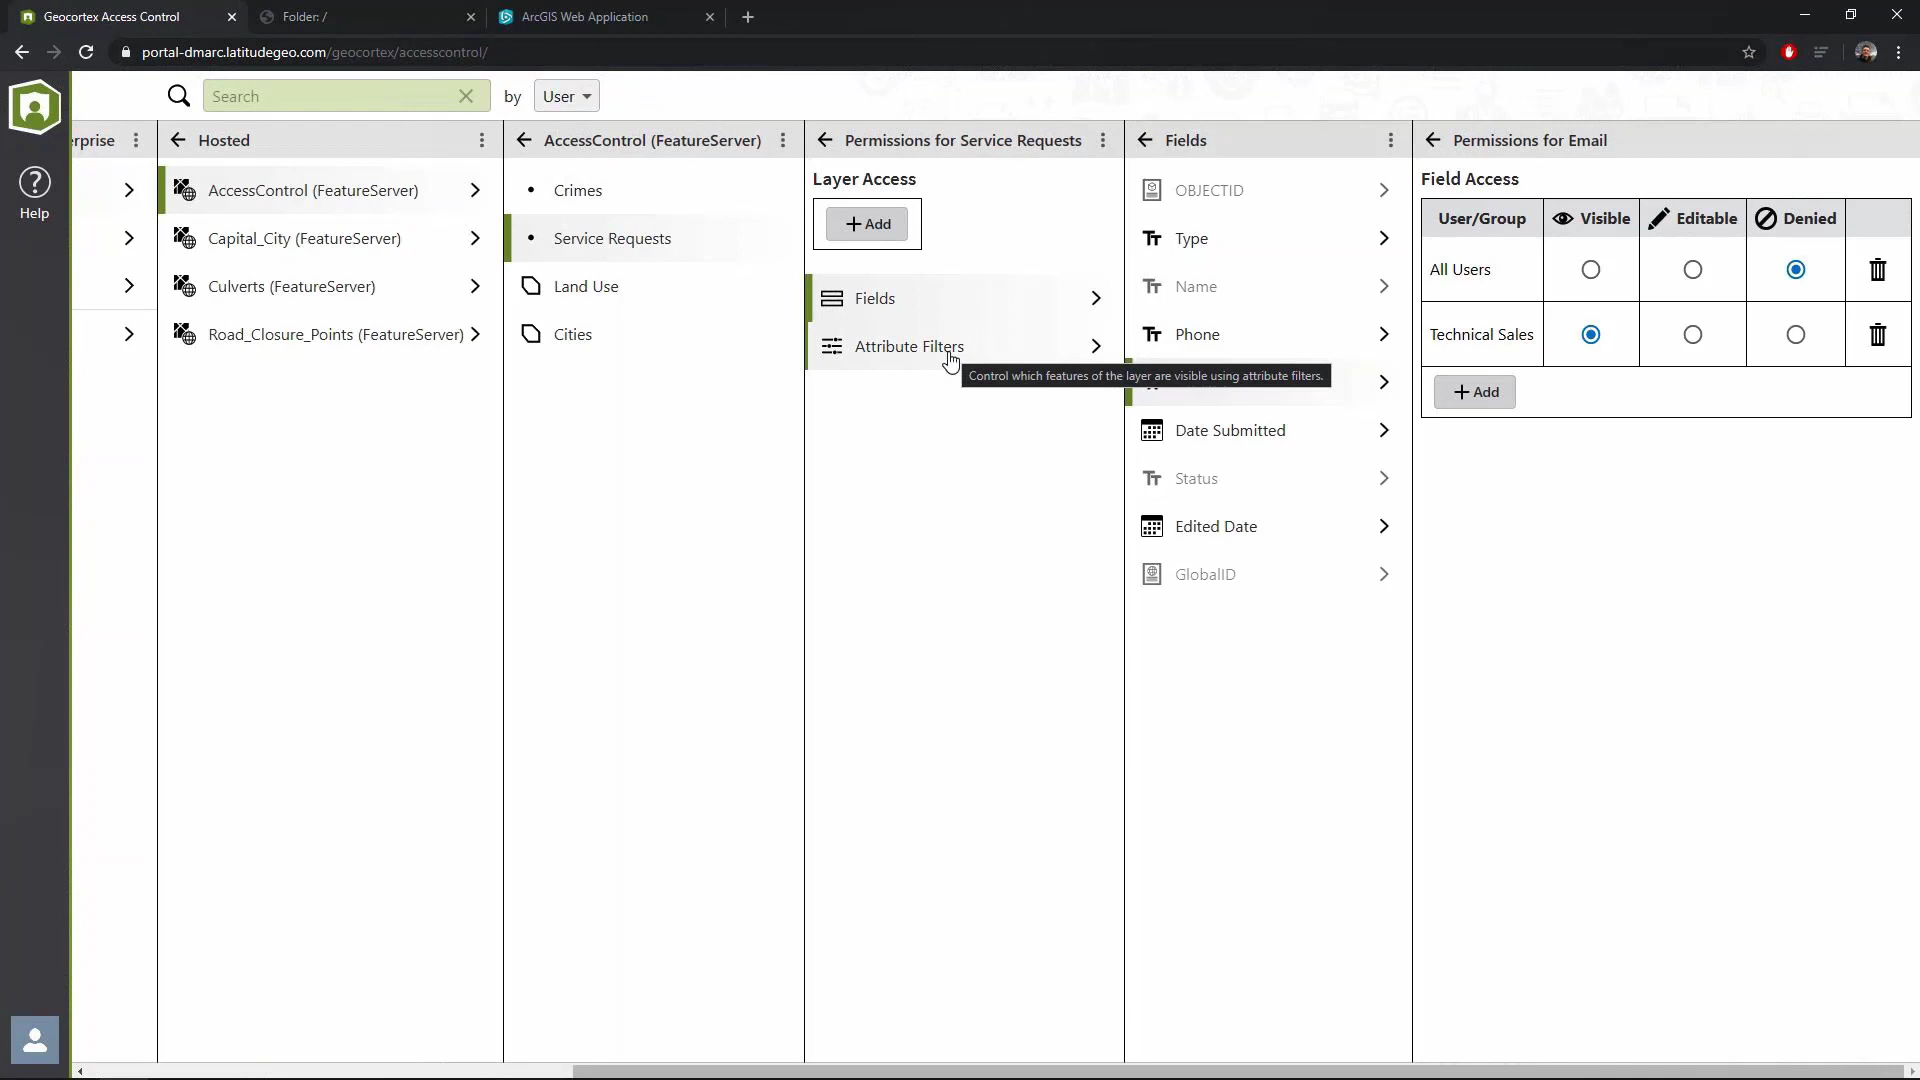 Geocortex Access Control
Folder: /
ArcGIS Web Application
portal-dmarc.latitudegeo.com/geocortex/accesscontrol/
Search
by
User
Help
erprise
Hosted
AccessControl (FeatureServer)
Capital_City (FeatureServer)
Culverts (FeatureServer)
Road_Closure_Points (FeatureServer)
AccessControl (FeatureServer)
Crimes
Service Requests
Land Use
Cities
Permissions for Service Requests
Layer Access
Add
Fields
Attribute Filters
Control which features of the layer are visible using attribute filters.
Fields
OBJECTID
Type
Name
Phone
Date Submitted
Status
Edited Date
GlobalID
Permissions for Email
Field Access
User/Group Visible Editable Denied
All Users
Technical Sales
Add